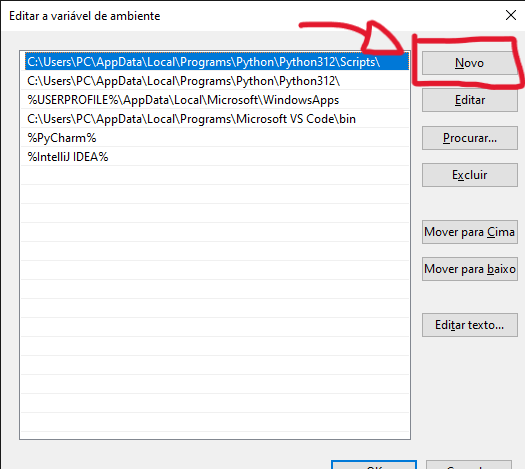 Editar a variável de ambiente
C:\Users\PC\AppData\Local\Programs\Python\Python312\Scripts\
Novo
C:\Users\PC\AppData\Local\Programs\Python\Python312\
%USERPROFILE%\AppData\Local\Microsoft\WindowsApps
Editar
C:\Users\PC\AppData\Local\Programs\Microsoft VS Code\bin
%PyCharm%
Procurar...
%IntelliJ IDEA%
Excluir
Mover para Cima
Mover para baixo
Editar texto...